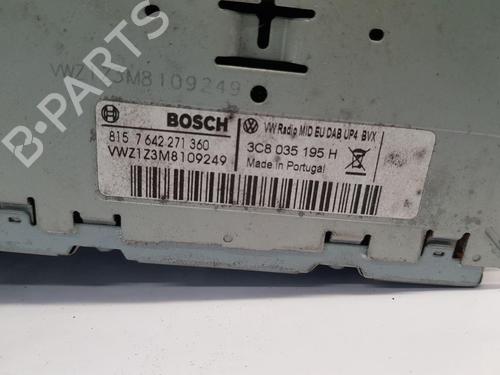 B-PARTS
VWZ1Z3M8109249
BOSCH
VW Radio MID EU DAB UP4 BVX
815 7 642 271 360
3C8 035 195 H
VWZ1Z3M8109249
Made in Portugal